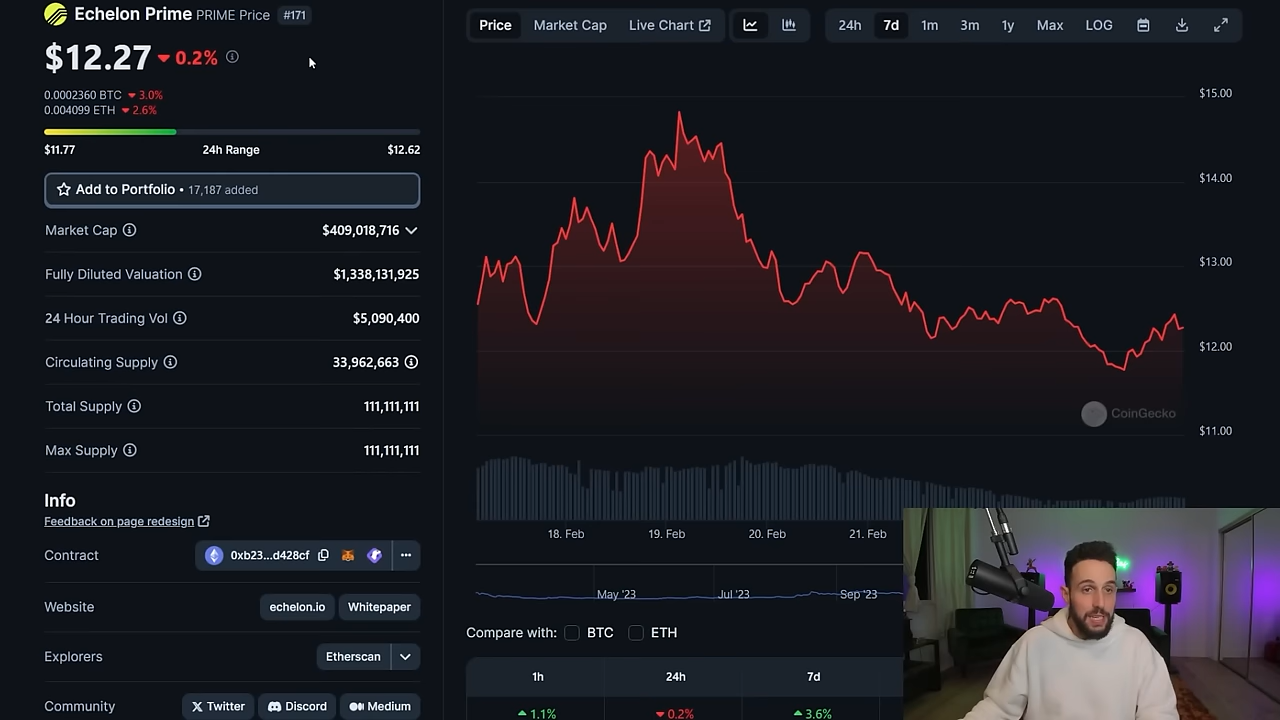 Echelon Prime PRIME Price #171
$12.27 0.2%
0.0002360 BTC 3.0%
0.004099 ETH 2.6%
$11.77 24h Range $12.62
Add to Portfolio • 17,187 added
Market Cap $409,018,716
Fully Diluted Valuation $1,338,131,925
24 Hour Trading Vol $5,090,400
Circulating Supply 33,962,663
Total Supply 111,111,111
Max Supply 111,111,111
Info
Feedback on page redesign
Contract 0xb23...d428cf
Website echelon.io Whitepaper
Explorers Etherscan
Community Twitter Discord Medium
Price Market Cap Live Chart 24h 7d 1m 3m 1y Max LOG
$15.00
$14.00
$13.00
$12.00
$11.00
CoinGecko
18. Feb 19. Feb 20. Feb 21. Feb
May '23 Jul '23 Sep '23
Compare with: BTC ETH
1h 24h 7d
1.1% 0.2% 3.6%